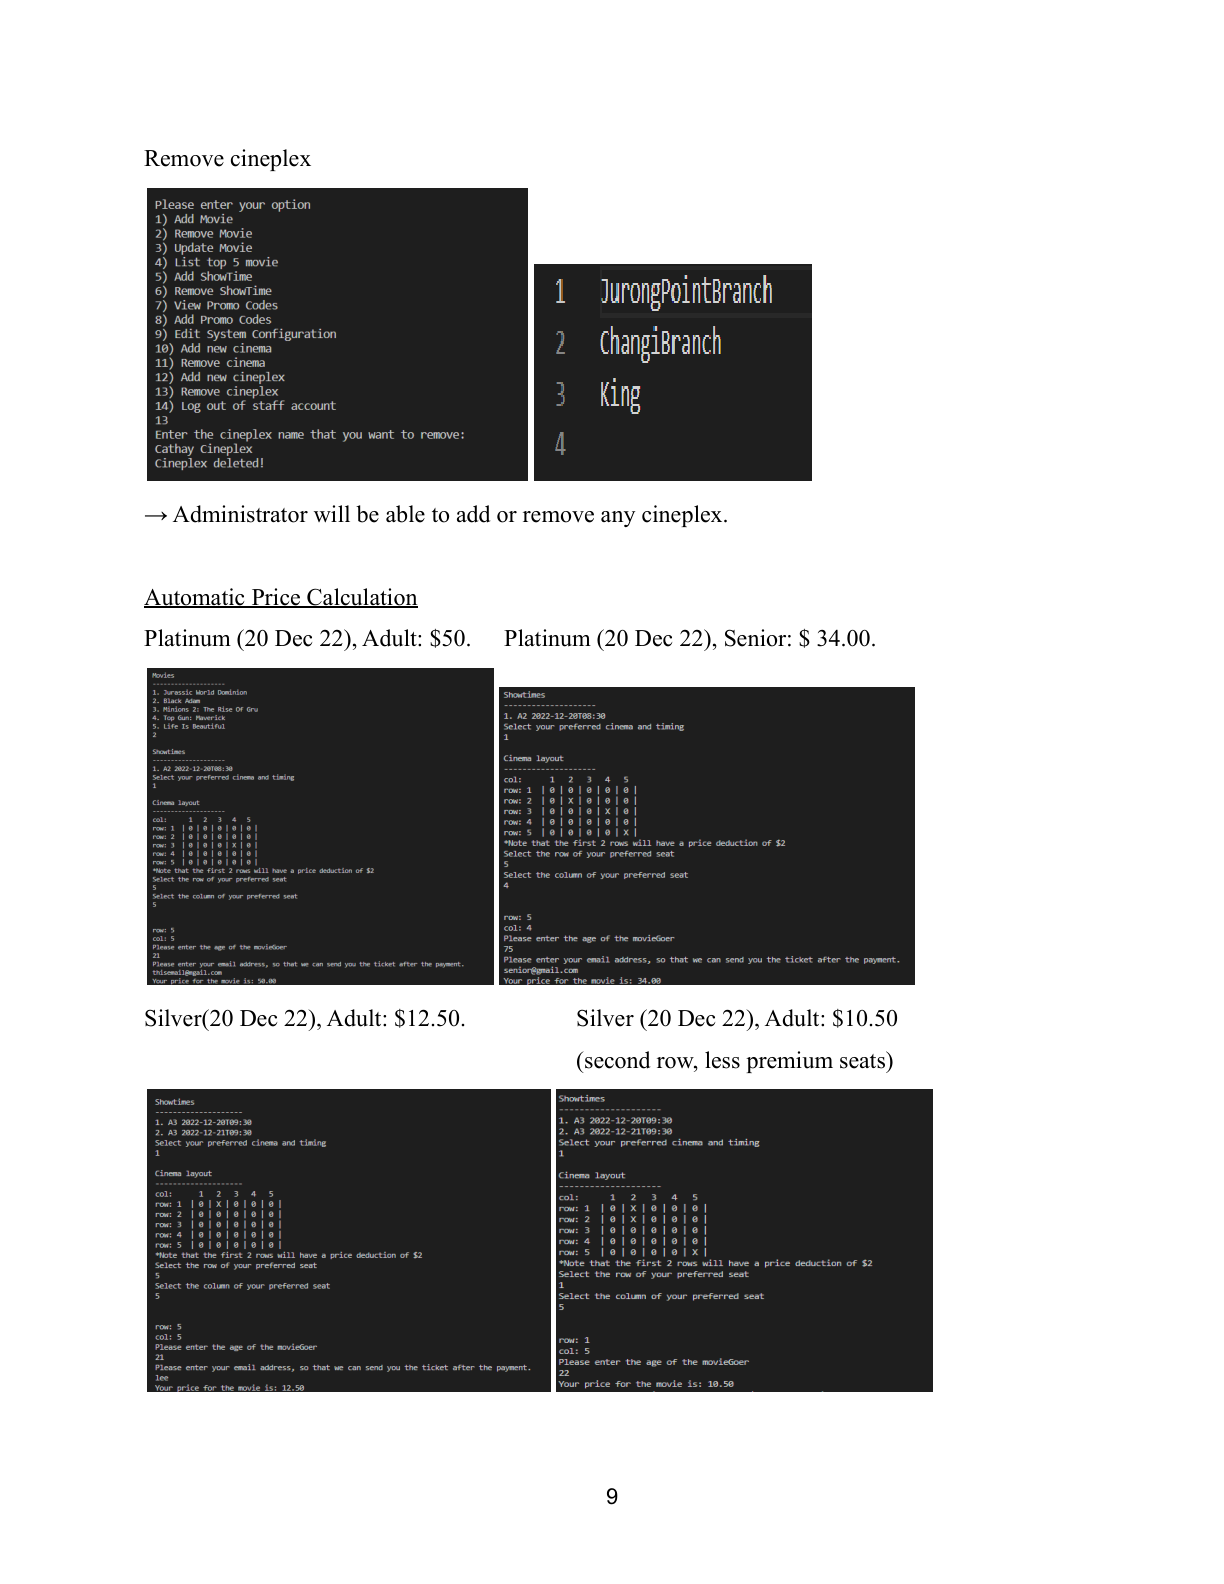 Remove cineplex
Please enter your option
1) Add Movie
2) Remove Movie
3) Update Movie
4) List top 5 movie
5) Add ShowTime
6) Remove ShowTime
7) View Promo Codes
8) Add Promo Codes
9) Edit System Configuration
10) Add new cinema
11) Remove cinema
12) Add new cineplex
13) Remove cineplex
14) Log out of staff account
13
Enter the cineplex name that you want to remove:
Cathay Cineplex
Cineplex deleted!
1 JurongPointBranch
2 ChangiBranch
3 King
4
→ Administrator will be able to add or remove any cineplex.
Automatic Price Calculation
Platinum (20 Dec 22), Adult: $50. Platinum (20 Dec 22), Senior: $ 34.00.
Movies
--------------------
1. Jurassic World Dominion
2. Black Adam
3. Minions 2: The Rise Of Gru
4. Top Gun: Maverick
5. Life Is Beautiful
2
Showtimes
--------------------
1. A2 2022-12-20T08:30
Select your preferred cinema and timing
1
Cinema layout
--------------------
col: 1 2 3 4 5
row: 1 | 0 | 0 | 0 | 0 | 0 |
row: 2 | 0 | 0 | 0 | 0 | 0 |
row: 3 | 0 | 0 | 0 | X | 0 |
row: 4 | 0 | 0 | 0 | 0 | 0 |
row: 5 | 0 | 0 | 0 | 0 | 0 |
*Note that the first 2 rows will have a price deduction of $2
Select the row of your preferred seat
5
Select the column of your preferred seat
5
row: 5
col: 5
Please enter the age of the movieGoer
21
Please enter your email address, so that we can send you the ticket after the payment.
thisemail@mgail.com
Your price for the movie is: 50.00
Showtimes
--------------------
1. A2 2022-12-20T08:30
Select your preferred cinema and timing
1
Cinema layout
--------------------
col: 1 2 3 4 5
row: 1 | 0 | 0 | 0 | 0 | 0 |
row: 2 | 0 | X | 0 | 0 | 0 |
row: 3 | 0 | 0 | 0 | X | 0 |
row: 4 | 0 | 0 | 0 | 0 | 0 |
row: 5 | 0 | 0 | 0 | 0 | X |
*Note that the first 2 rows will have a price deduction of $2
Select the row of your preferred seat
5
Select the column of your preferred seat
4
row: 5
col: 4
Please enter the age of the movieGoer
75
Please enter your email address, so that we can send you the ticket after the payment.
senior@gmail.com
Your price for the movie is: 34.00
Silver(20 Dec 22), Adult: $12.50. Silver (20 Dec 22), Adult: $10.50
(second row, less premium seats)
Showtimes
--------------------
1. A3 2022-12-20T09:30
2. A3 2022-12-21T09:30
Select your preferred cinema and timing
1
Cinema layout
--------------------
col: 1 2 3 4 5
row: 1 | 0 | X | 0 | 0 | 0 |
row: 2 | 0 | 0 | 0 | 0 | 0 |
row: 3 | 0 | 0 | 0 | 0 | 0 |
row: 4 | 0 | 0 | 0 | 0 | 0 |
row: 5 | 0 | 0 | 0 | 0 | 0 |
*Note that the first 2 rows will have a price deduction of $2
Select the row of your preferred seat
5
Select the column of your preferred seat
5
row: 5
col: 5
Please enter the age of the movieGoer
21
Please enter your email address, so that we can send you the ticket after the payment.
lee
Your price for the movie is: 12.50
Showtimes
--------------------
1. A3 2022-12-20T09:30
2. A3 2022-12-21T09:30
Select your preferred cinema and timing
1
Cinema layout
--------------------
col: 1 2 3 4 5
row: 1 | 0 | X | 0 | 0 | 0 |
row: 2 | 0 | X | 0 | 0 | 0 |
row: 3 | 0 | 0 | 0 | 0 | 0 |
row: 4 | 0 | 0 | 0 | 0 | 0 |
row: 5 | 0 | 0 | 0 | 0 | X |
*Note that the first 2 rows will have a price deduction of $2
Select the row of your preferred seat
1
Select the column of your preferred seat
5
row: 1
col: 5
Please enter the age of the movieGoer
22
Your price for the movie is: 10.50
9